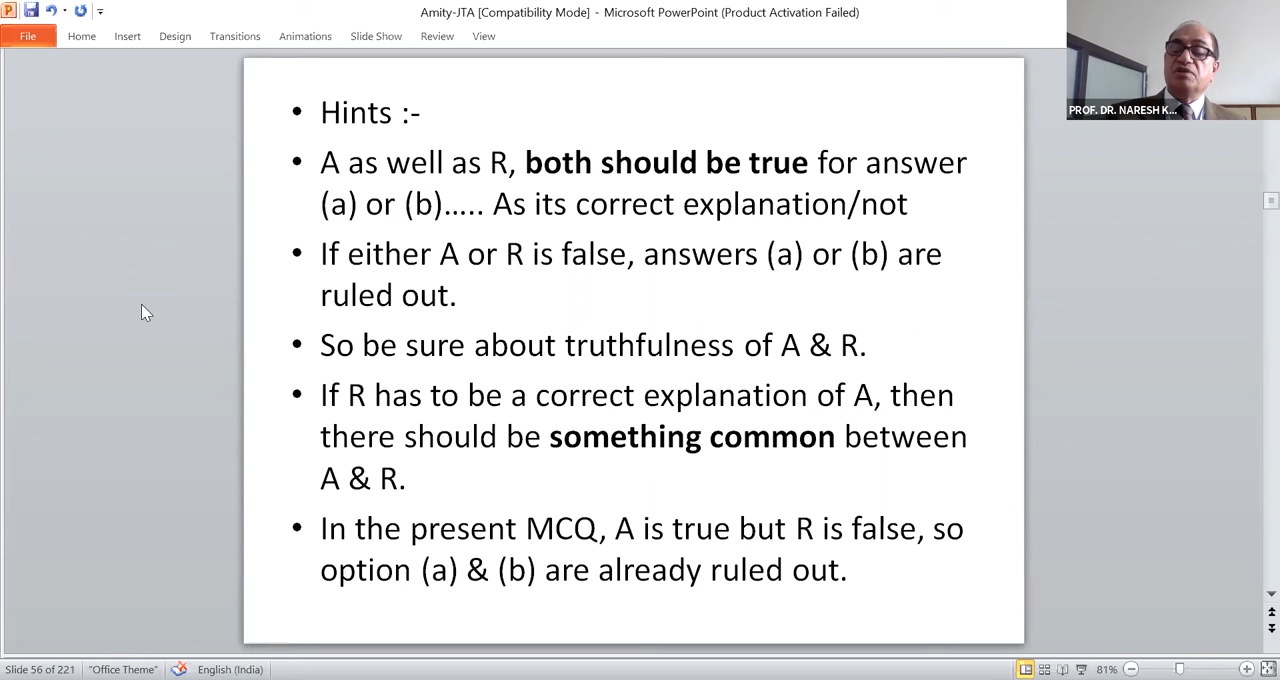 Amity-JTA [Compatibility Mode] - Microsoft PowerPoint (Product Activation Failed)
File Home Insert Design Transitions Animations Slide Show Review View
PROF. DR. NARESH K...
• Hints :-
• A as well as R, both should be true for answer
(a) or (b)..... As its correct explanation/not
• If either A or R is false, answers (a) or (b) are
ruled out.
• So be sure about truthfulness of A & R.
• If R has to be a correct explanation of A, then
there should be something common between
A & R.
• In the present MCQ, A is true but R is false, so
option (a) & (b) are already ruled out.
Slide 56 of 221 "Office Theme" English (India) 81%